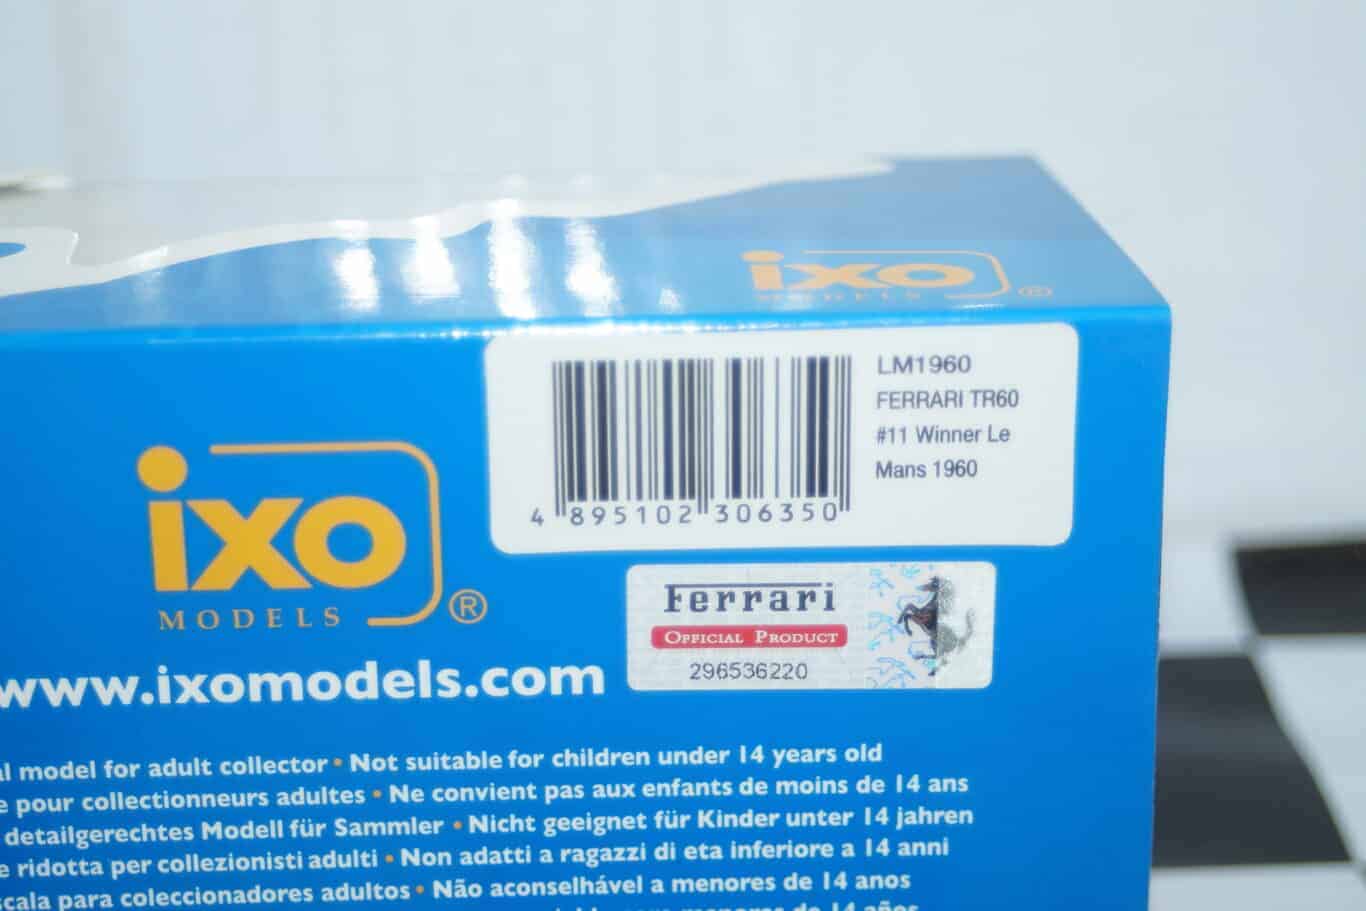 ixo
MODELS ®
LM1960
FERRARI TR60
#11 Winner Le
Mans 1960
4 895102 306350
ixo
MODELS ®
Ferrari
OFFICIAL PRODUCT
296536220
www.ixomodels.com
model for adult collector • Not suitable for children under 14 years old
pour collectionneurs adultes • Ne convient pas aux enfants de moins de 14 ans
detailgerechtes Modell für Sammler • Nicht geeignet für Kinder unter 14 jahren
ridotta per collezionisti adulti • Non adatti a ragazzi di eta inferiore a 14 anni
scala para coleccionadores adultos • Não aconselhável a menores de 14 anos
menores de 14 años